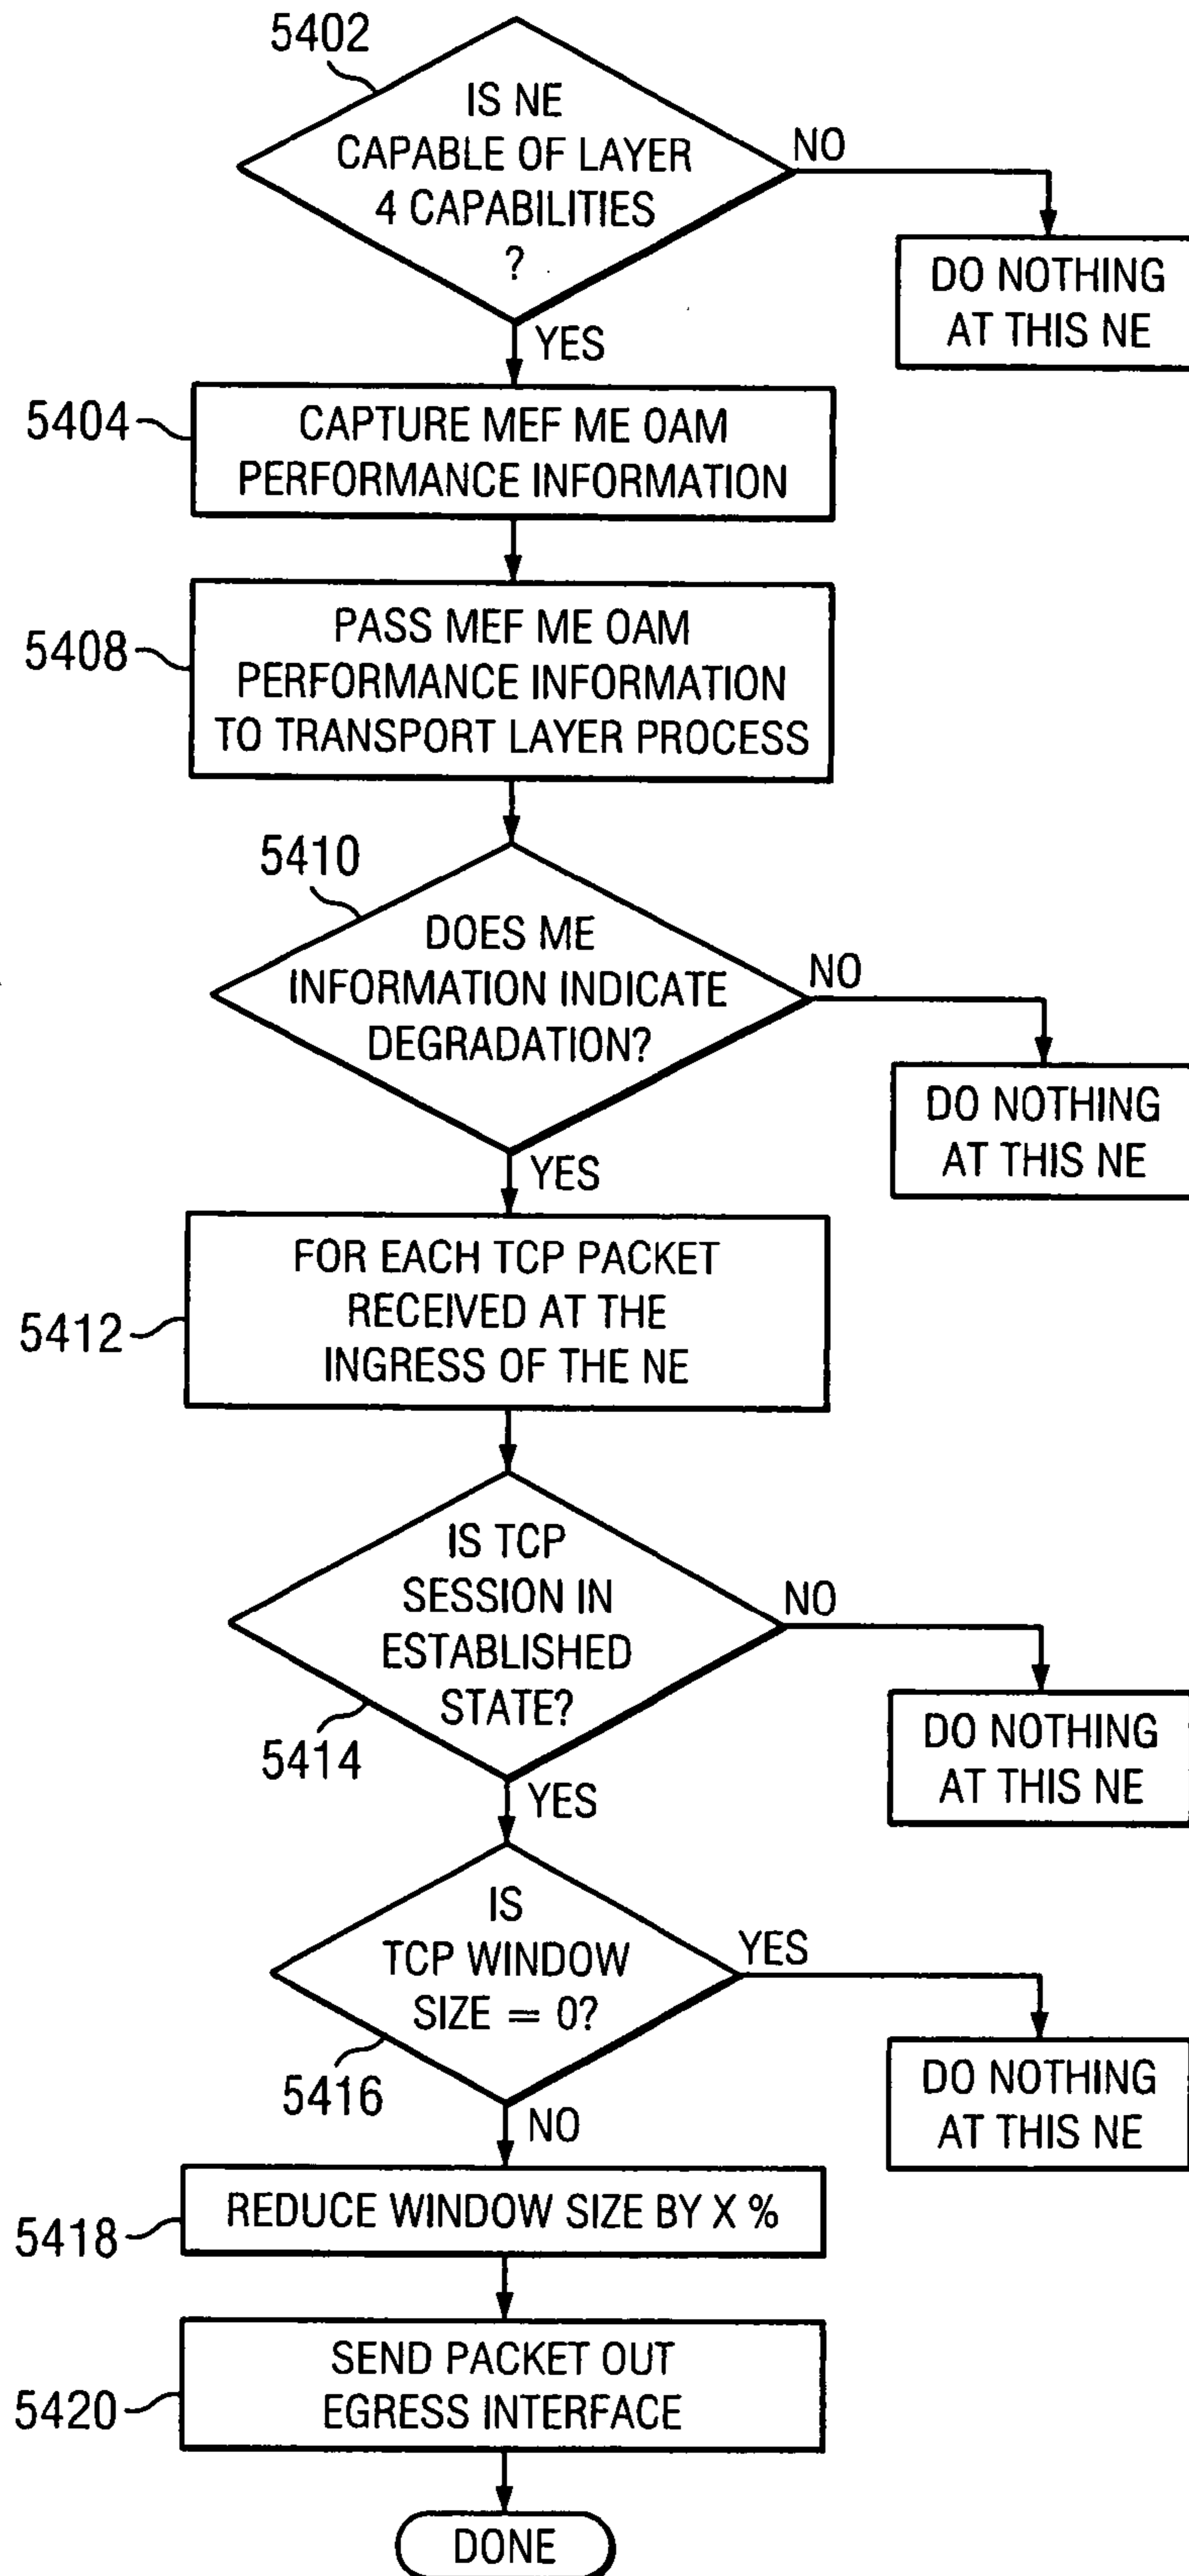 5402
IS NE
CAPABLE OF LAYER
4 CAPABILITIES
?
NO
DO NOTHING
AT THIS NE
YES
5404
CAPTURE MEF ME OAM
PERFORMANCE INFORMATION
5408
PASS MEF ME OAM
PERFORMANCE INFORMATION
TO TRANSPORT LAYER PROCESS
5410
DOES ME
INFORMATION INDICATE
DEGRADATION?
NO
DO NOTHING
AT THIS NE
YES
5412
FOR EACH TCP PACKET
RECEIVED AT THE
INGRESS OF THE NE
IS TCP
SESSION IN
ESTABLISHED
STATE?
5414
NO
DO NOTHING
AT THIS NE
YES
IS
TCP WINDOW
SIZE = 0?
5416
YES
DO NOTHING
AT THIS NE
NO
5418
REDUCE WINDOW SIZE BY X %
5420
SEND PACKET OUT
EGRESS INTERFACE
DONE